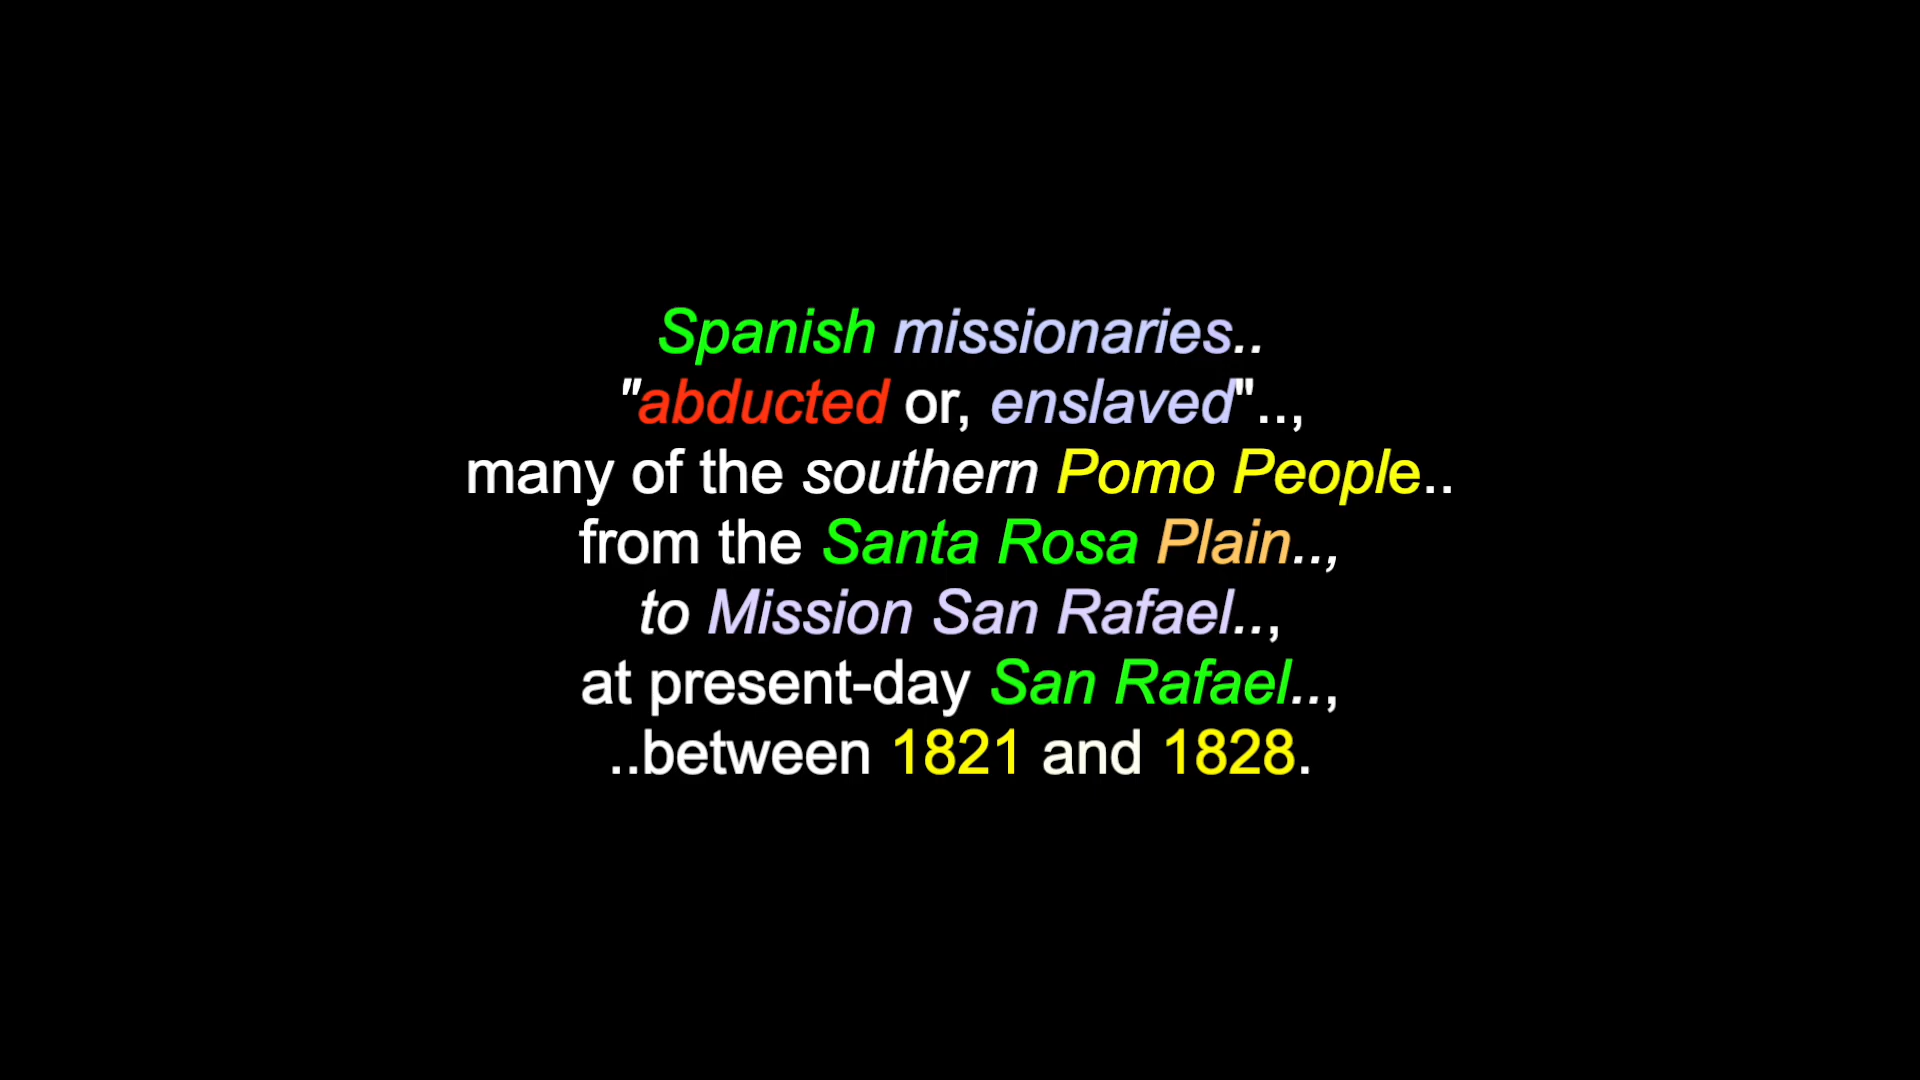 Spanish missionaries..
"abducted or, enslaved"..,
many of the southern Pomo People..
from the Santa Rosa Plain..,
to Mission San Rafael..,
at present-day San Rafael..,
..between 1821 and 1828.